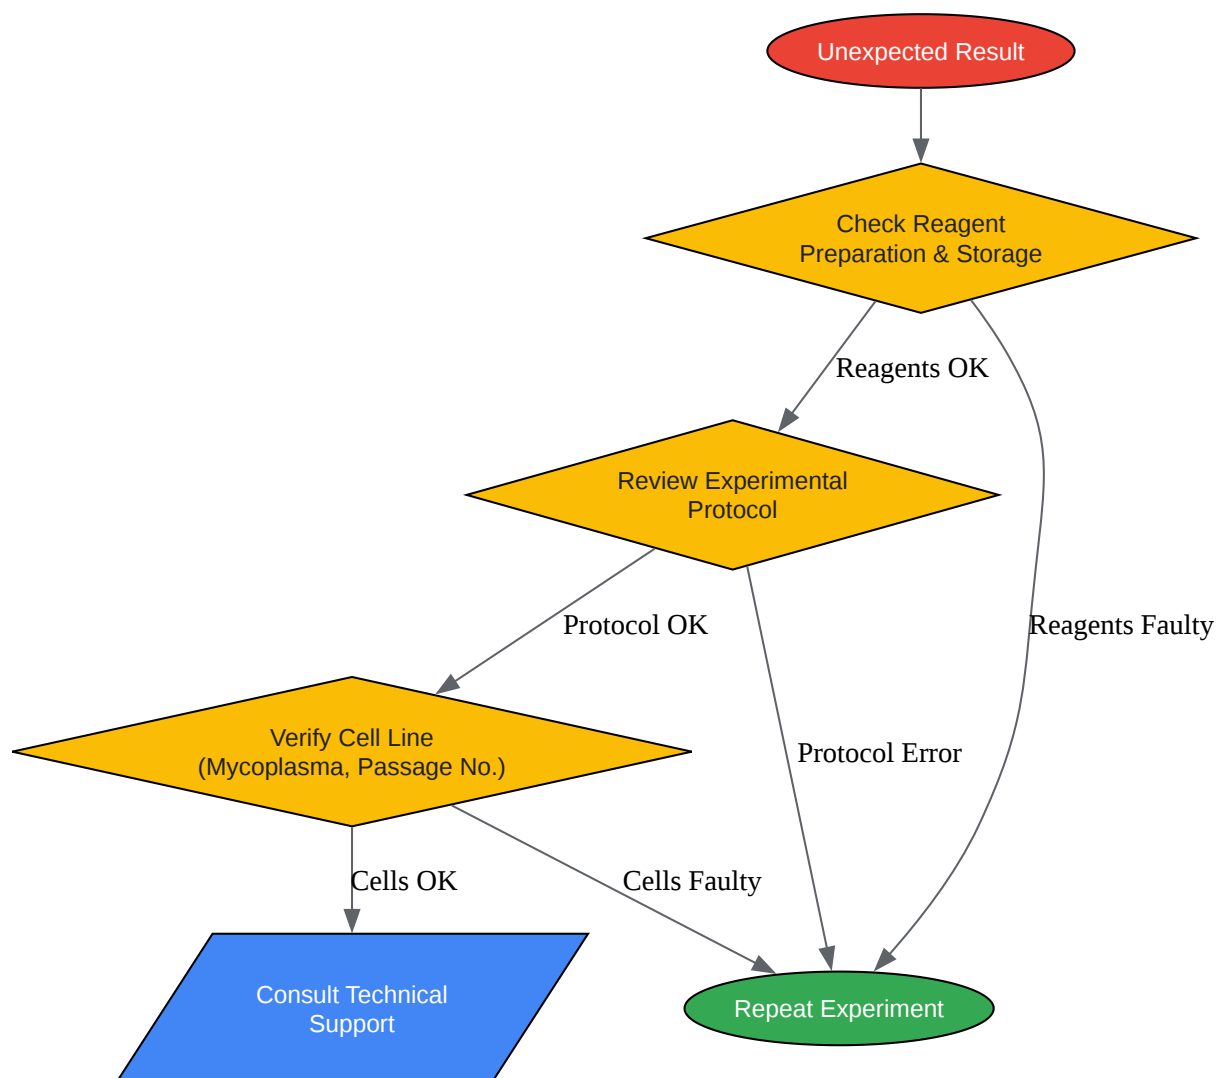 Unexpected Result
Check Reagent
Preparation & Storage
Reagents OK
Review Experimental
Protocol
Protocol OK
Reagents Faulty
Verify Cell Line
(Mycoplasma, Passage No.)
Protocol Error
Cells OK
Cells Faulty
Consult Technical
Support
Repeat Experiment